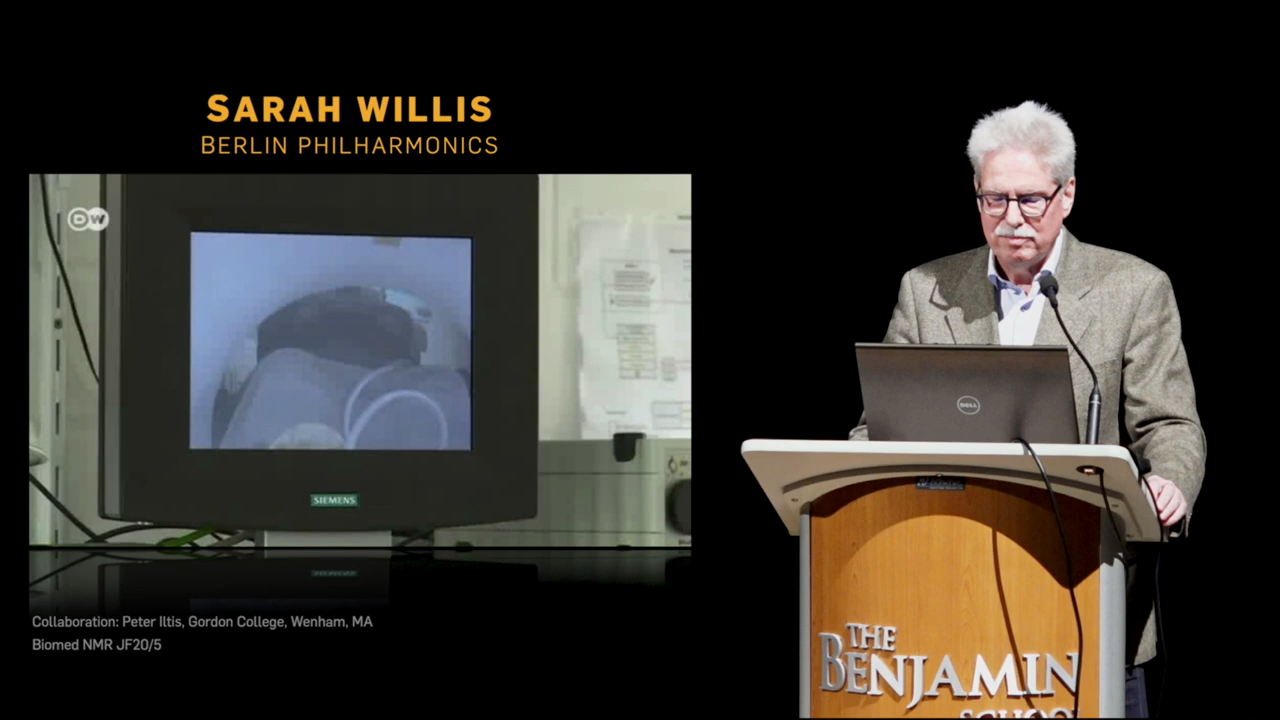 SARAH WILLIS
BERLIN PHILHARMONICS
DW
SIEMENS
Collaboration: Peter Iltis, Gordon College, Wenham, MA
Biomed NMR JF20/5
DELL
THE
BENJAMIN
SCHOOL